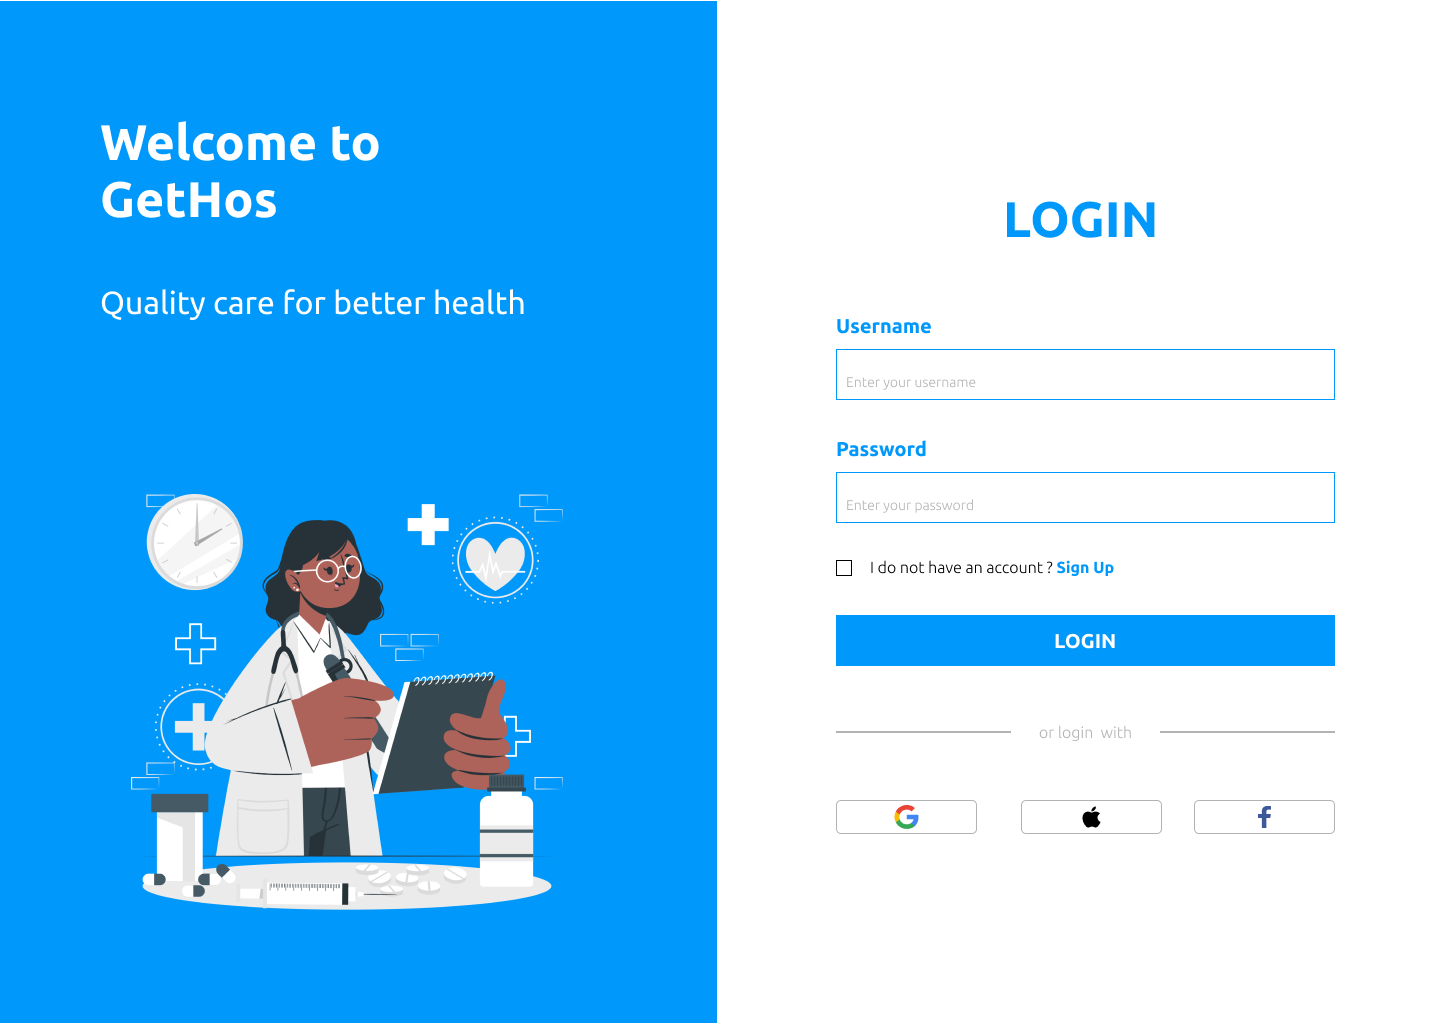 Welcome to
GetHos
Quality care for better health
LOGIN
Username
Enter your username
Password
Enter your password
I do not have an account ? Sign Up
LOGIN
or login with